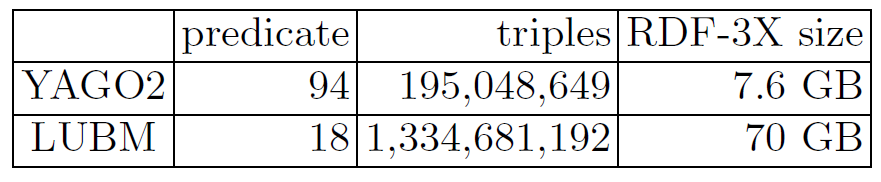 predicate triples RDF-3X size
YAGO2 94 195,048,649 7.6 GB
LUBM 18 1,334,681,192 70 GB